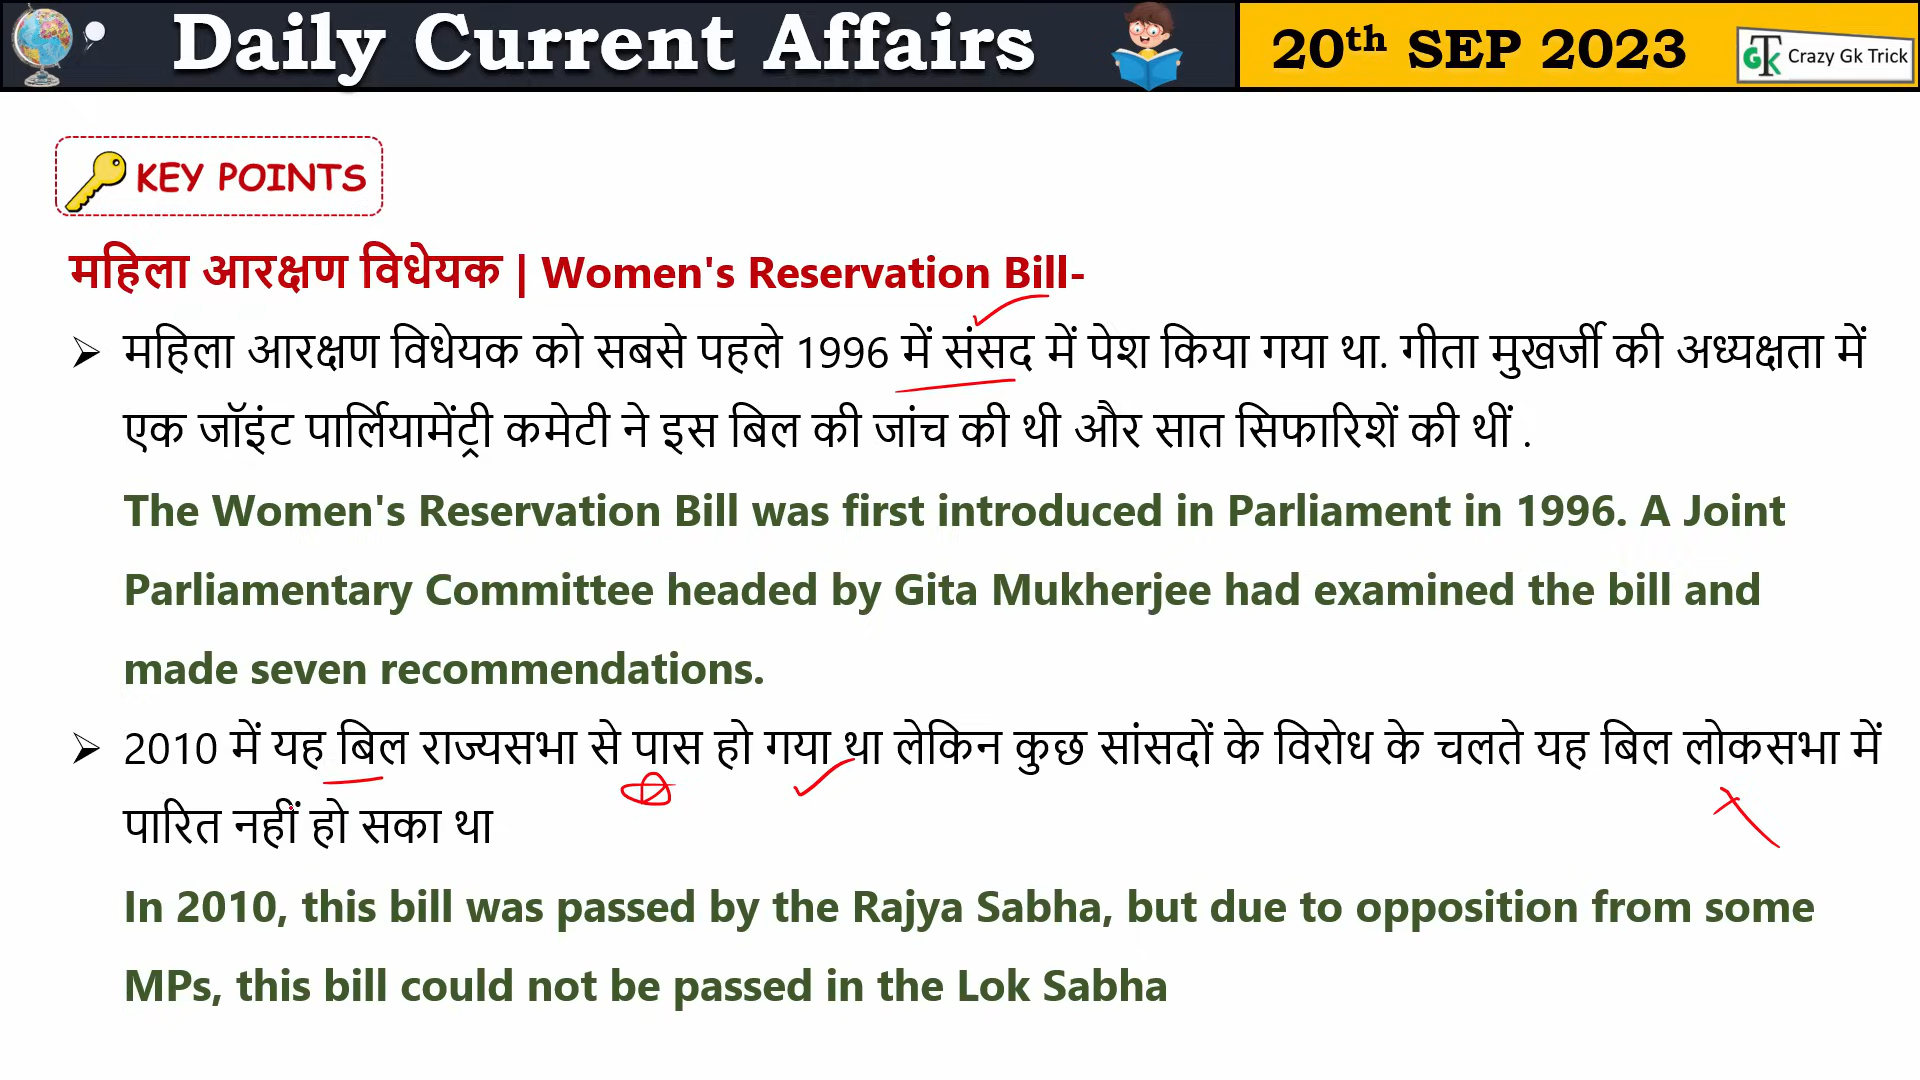 Daily Current Affairs
20th SEP 2023
GTK Crazy Gk Trick
KEY POINTS
महिला आरक्षण विधेयक | Women's Reservation Bill-
➢ महिला आरक्षण विधेयक को सबसे पहले 1996 में संसद में पेश किया गया था. गीता मुखर्जी की अध्यक्षता में
एक जॉइंट पार्लियामेंट्री कमेटी ने इस बिल की जांच की थी और सात सिफारिशें की थीं .
The Women's Reservation Bill was first introduced in Parliament in 1996. A Joint
Parliamentary Committee headed by Gita Mukherjee had examined the bill and
made seven recommendations.
➢ 2010 में यह बिल राज्यसभा से पास हो गया था लेकिन कुछ सांसदों के विरोध के चलते यह बिल लोकसभा में
पारित नहीं हो सका था
In 2010, this bill was passed by the Rajya Sabha, but due to opposition from some
MPs, this bill could not be passed in the Lok Sabha